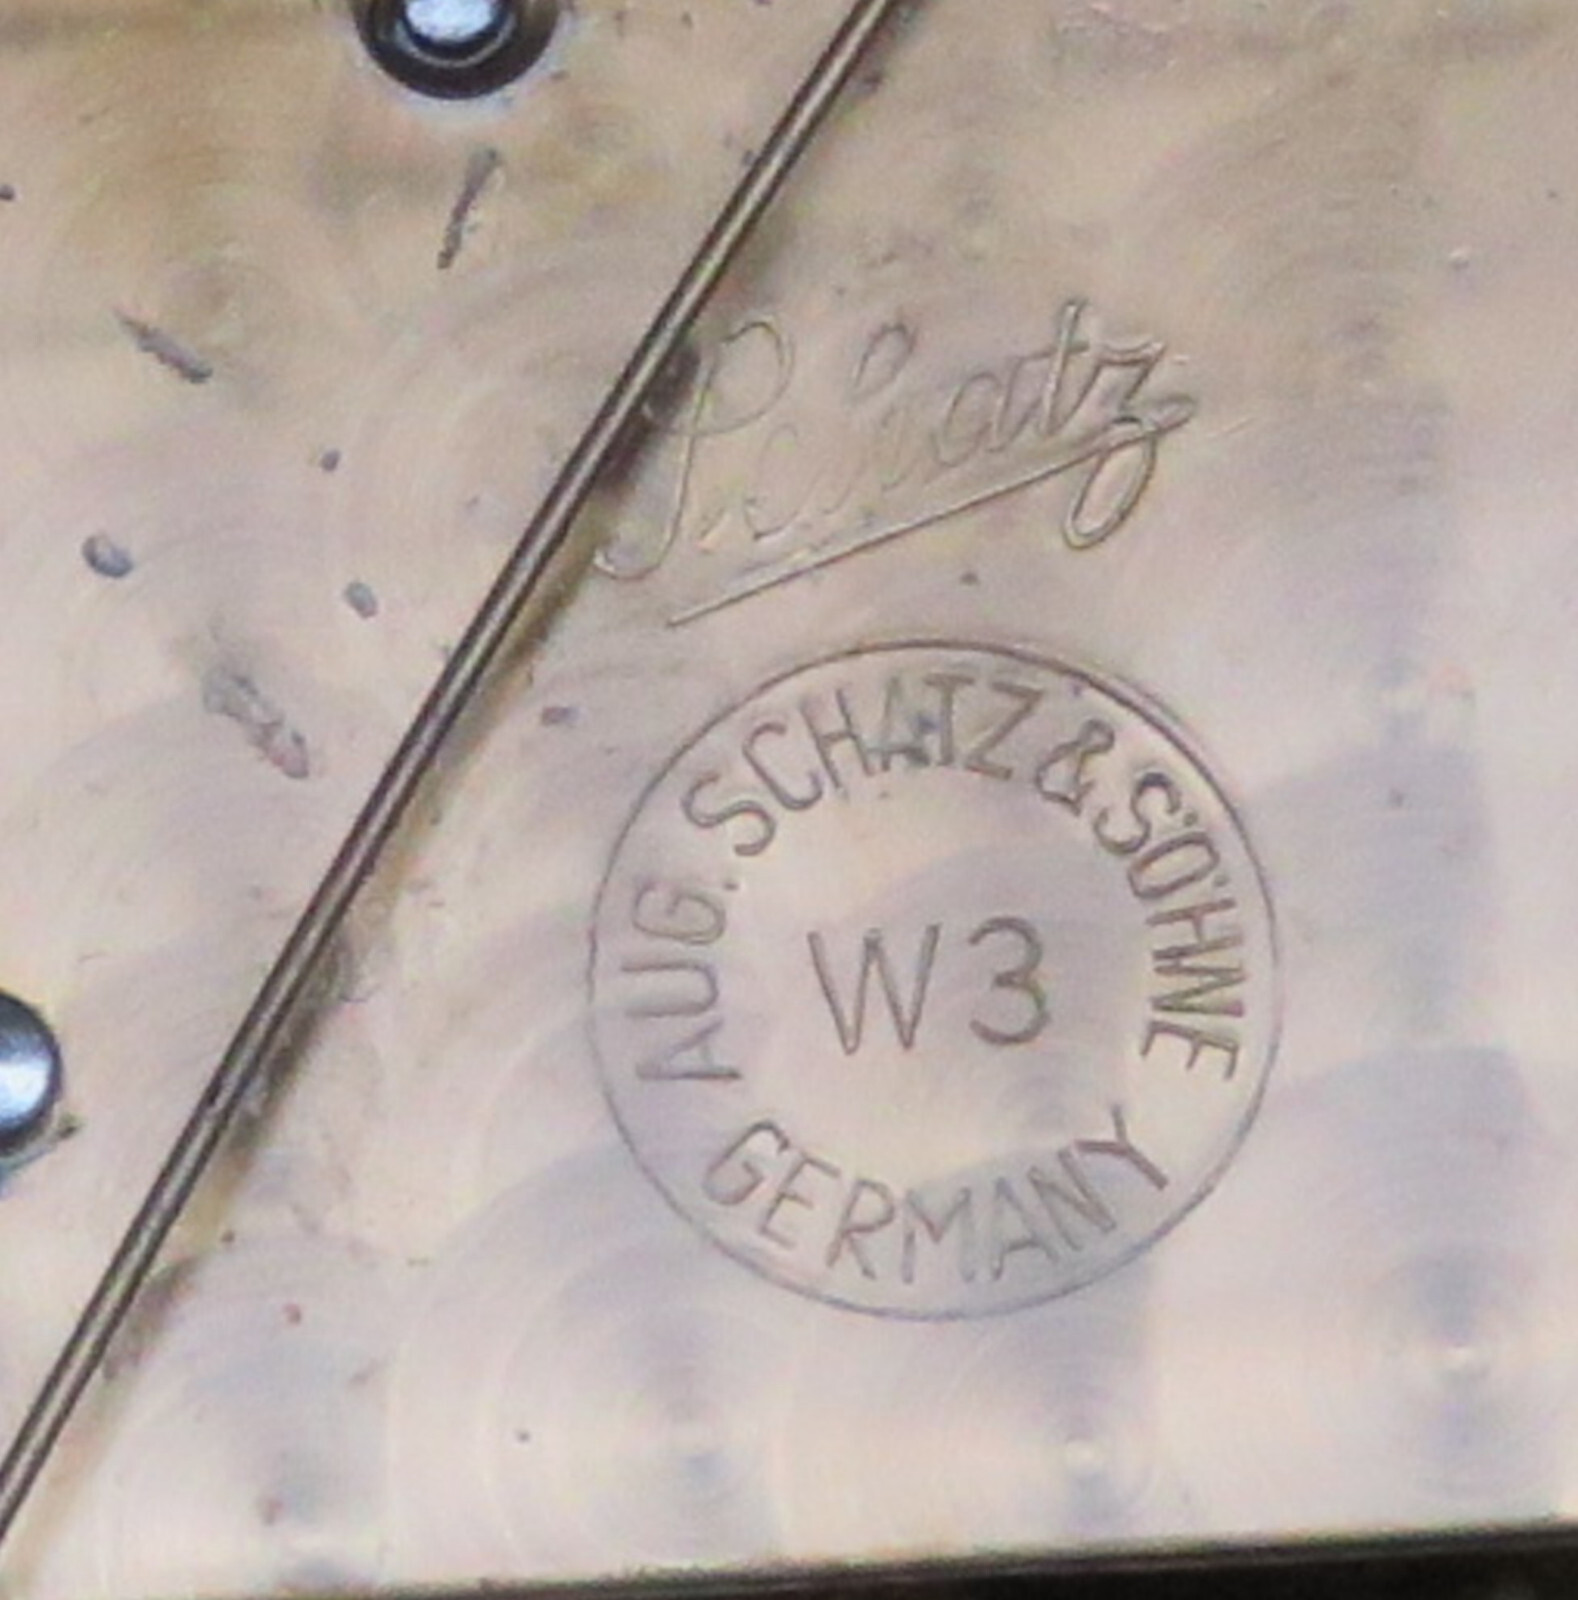 Schatz
AUG. SCHATZ & SÖHNE
W3
GERMANY